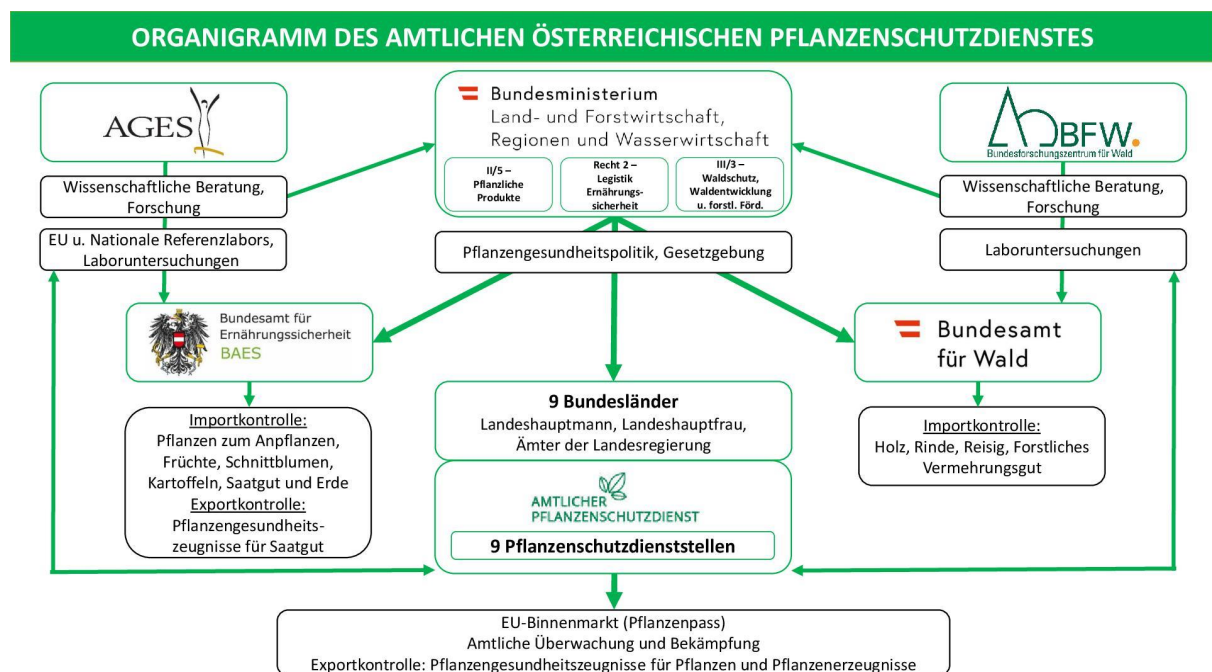 ORGANIGRAMM DES AMTLICHEN ÖSTERREICHISCHEN PFLANZENSCHUTZDIENSTES
AGES
Wissenschaftliche Beratung,
Forschung
EU u. Nationale Referenzlabors,
Laboruntersuchungen
Bundesministerium
Land- und Forstwirtschaft,
Regionen und Wasserwirtschaft
II/5 –
Pflanzliche
Produkte
Recht 2 –
Legistik
Ernährungs-
sicherheit
III/3 –
Waldschutz,
Waldentwicklung
u. forstl. Förd.
Pflanzengesundheitspolitik, Gesetzgebung
BFW.
Bundesforschungszentrum für Wald
Wissenschaftliche Beratung,
Forschung
Laboruntersuchungen
Bundesamt für
Ernährungssicherheit
BAES
Importkontrolle:
Pflanzen zum Anpflanzen,
Früchte, Schnittblumen,
Kartoffeln, Saatgut und Erde
Exportkontrolle:
Pflanzengesundheits-
zeugnisse für Saatgut
9 Bundesländer
Landeshauptmann, Landeshauptfrau,
Ämter der Landesregierung
AMTLICHER
PFLANZENSCHUTZDIENST
9 Pflanzenschutzdienststellen
Bundesamt
für Wald
Importkontrolle:
Holz, Rinde, Reisig, Forstliches
Vermehrungsgut
EU-Binnenmarkt (Pflanzenpass)
Amtliche Überwachung und Bekämpfung
Exportkontrolle: Pflanzengesundheitszeugnisse für Pflanzen und Pflanzenerzeugnisse